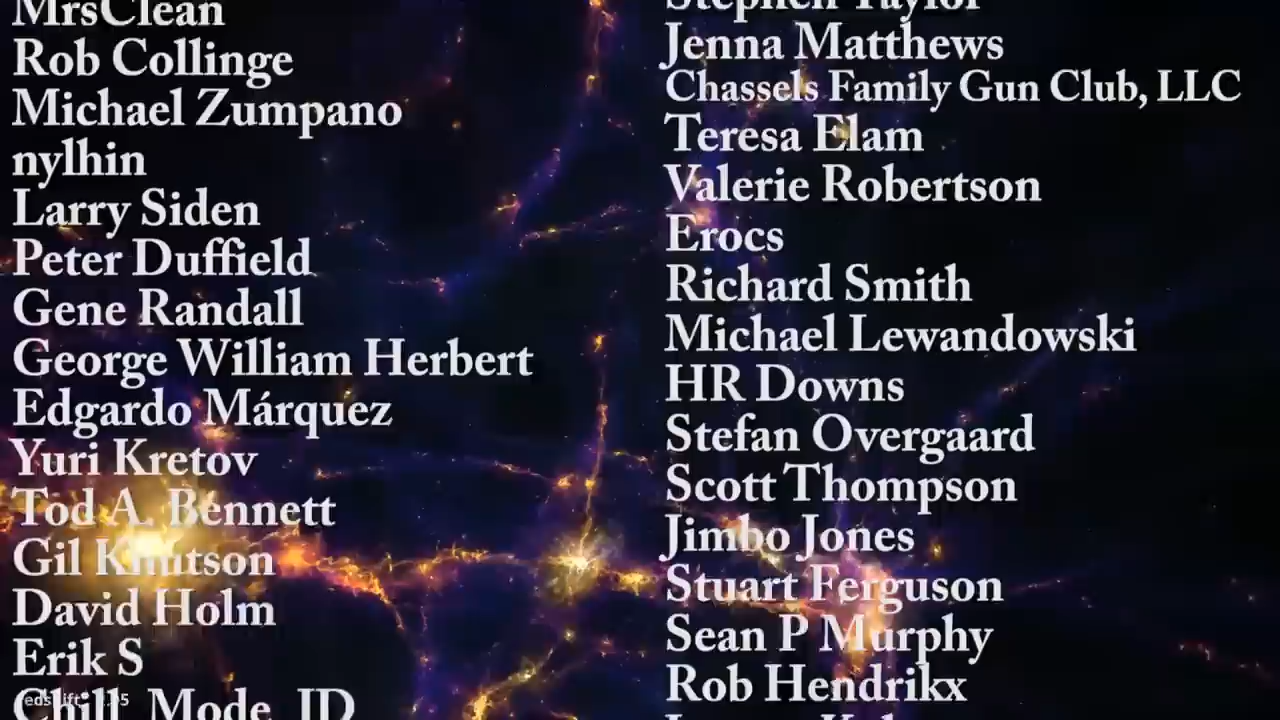 MrsClean
Rob Collinge
Michael Zumpano
nylhin
Larry Siden
Peter Duffield
Gene Randall
George William Herbert
Edgardo Márquez
Yuri Kretov
Tod A. Bennett
Gil Knutson
David Holm
Erik S
Chill_Mode_JD
Stephen Taylor
Jenna Matthews
Chassels Family Gun Club, LLC
Teresa Elam
Valerie Robertson
Erocs
Richard Smith
Michael Lewandowski
HR Downs
Stefan Overgaard
Scott Thompson
Jimbo Jones
Stuart Ferguson
Sean P Murphy
Rob Hendrikx